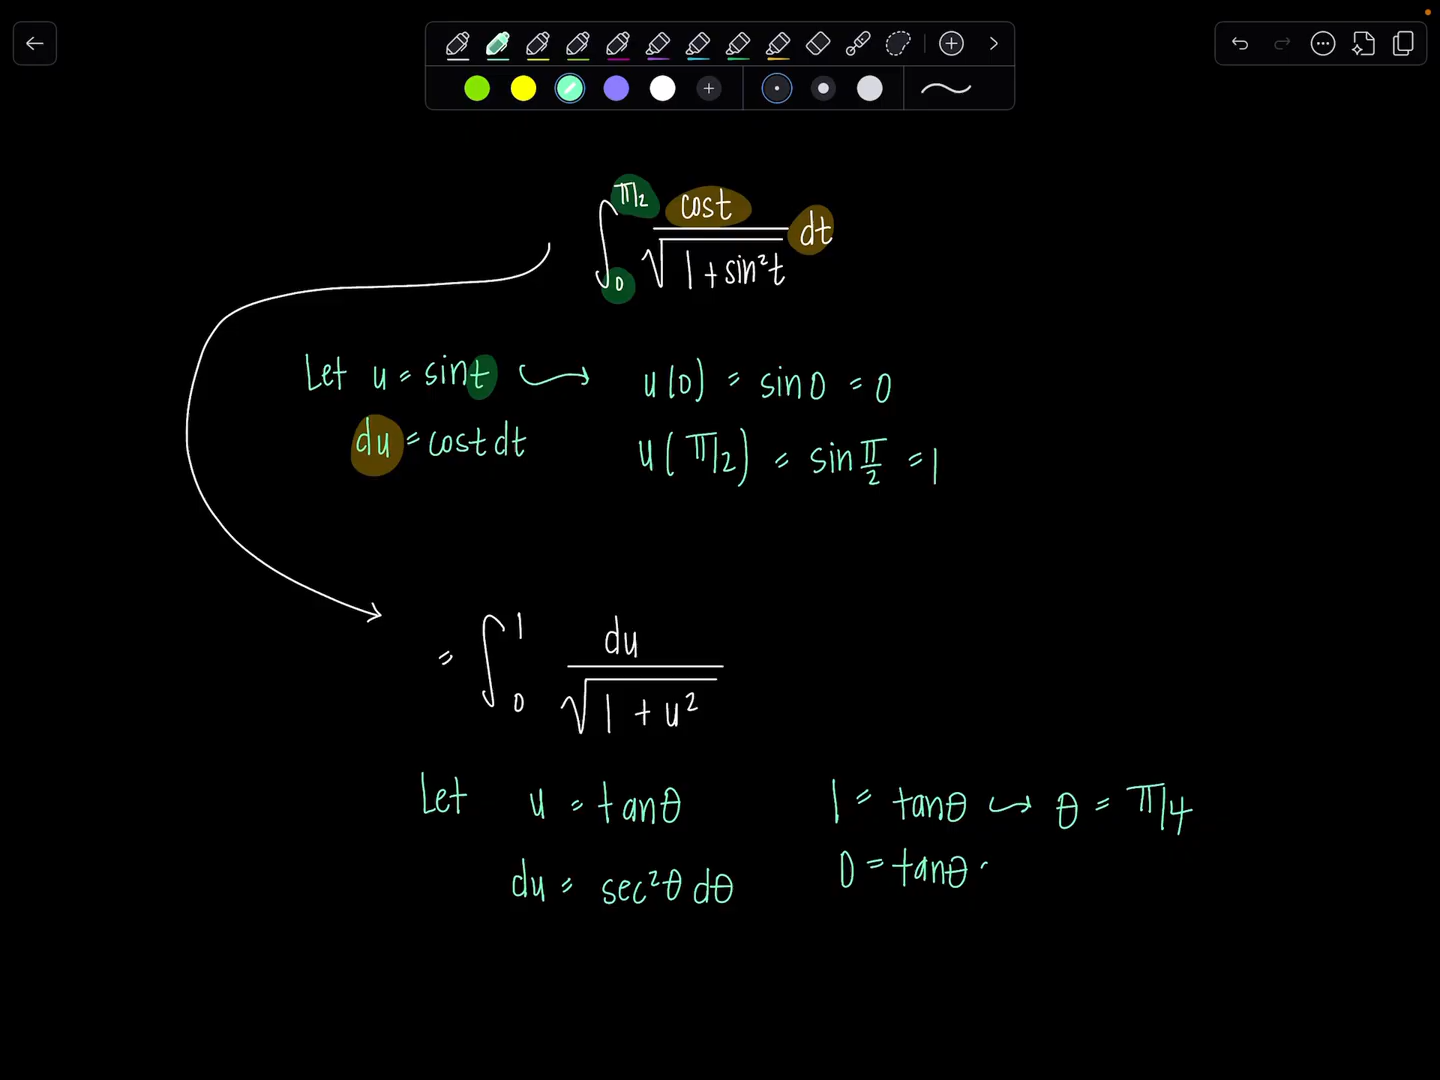 ∫₀^π/2 cost/√(1+sin²t) dt
Let u = sint ↝ u(0) = sin0 = 0
du = cost dt u(π/2) = sin π/2 = 1
= ∫₀¹ du/√(1+u²)
Let u = tanθ 1 = tanθ ↝ θ = π/4
du = sec²θ dθ 0 = tanθ